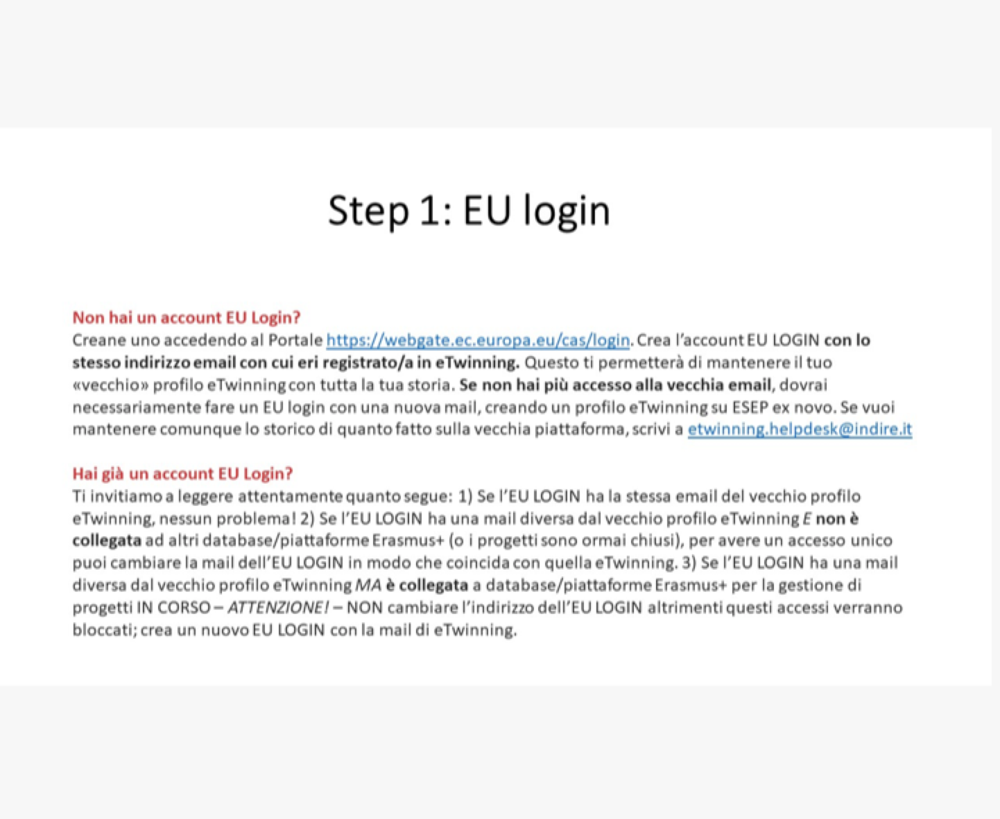 Step 1: EU login
Non hai un account EU Login?
Creane uno accedendo al Portale https://webgate.ec.europa.eu/cas/login. Crea l’account EU LOGIN con lo
stesso indirizzo email con cui eri registrato/a in eTwinning. Questo ti permetterà di mantenere il tuo
«vecchio» profilo eTwinning con tutta la tua storia. Se non hai più accesso alla vecchia email, dovrai
necessariamente fare un EU login con una nuova mail, creando un profilo eTwinning su ESEP ex novo. Se vuoi
mantenere comunque lo storico di quanto fatto sulla vecchia piattaforma, scrivi a etwinning.helpdesk@indire.it
Hai già un account EU Login?
Ti invitiamo a leggere attentamente quanto segue: 1) Se l’EU LOGIN ha la stessa email del vecchio profilo
eTwinning, nessun problema! 2) Se l’EU LOGIN ha una mail diversa dal vecchio profilo eTwinning E non è
collegata ad altri database/piattaforme Erasmus+ (o i progetti sono ormai chiusi), per avere un accesso unico
puoi cambiare la mail dell’EU LOGIN in modo che coincida con quella eTwinning. 3) Se l’EU LOGIN ha una mail
diversa dal vecchio profilo eTwinning MA è collegata a database/piattaforme Erasmus+ per la gestione di
progetti IN CORSO – ATTENZIONE! – NON cambiare l’indirizzo dell’EU LOGIN altrimenti questi accessi verranno
bloccati; crea un nuovo EU LOGIN con la mail di eTwinning.